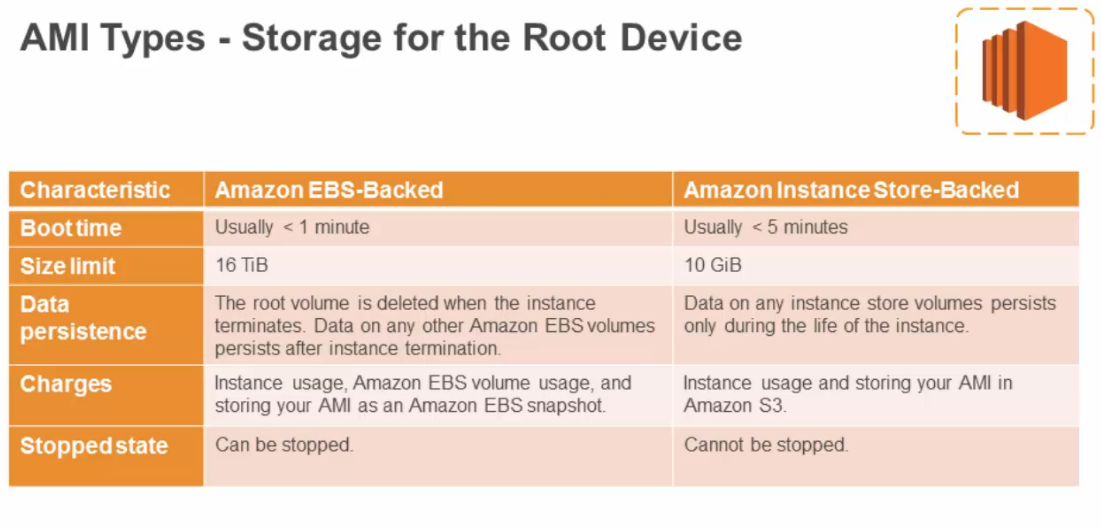 AMI Types - Storage for the Root Device
Characteristic Amazon EBS-Backed Amazon Instance Store-Backed
Boot time Usually < 1 minute Usually < 5 minutes
Size limit 16 TiB 10 GiB
Data persistence
The root volume is deleted when the instance
terminates. Data on any other Amazon EBS volumes
persists after instance termination.
Data on any instance store volumes persists
only during the life of the instance.
Charges
Instance usage, Amazon EBS volume usage, and
storing your AMI as an Amazon EBS snapshot.
Instance usage and storing your AMI in
Amazon S3.
Stopped state Can be stopped. Cannot be stopped.